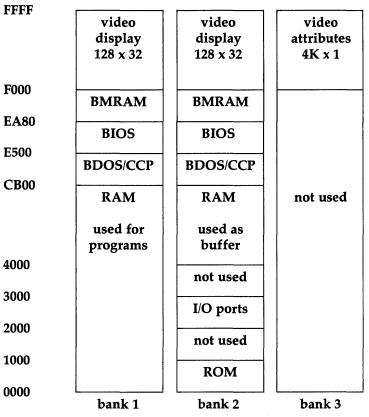 FFFF
video video video
display display attributes
128 x 32 128 x 32 4K x 1
F000
BMRAM BMRAM
EA80
BIOS BIOS
E500
BDOS/CCP BDOS/CCP
CB00
RAM RAM not used
used for used as
programs buffer
4000
not used
3000
I/O ports
2000
not used
1000
ROM
0000
bank 1 bank 2 bank 3